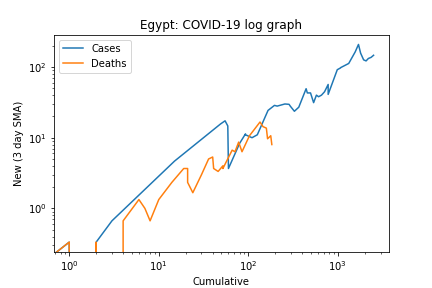 Egypt: COVID-19 log graph
Cases
Deaths
New (3 day SMA)
10²
10¹
10⁰
10⁰ 10¹ 10² 10³
Cumulative